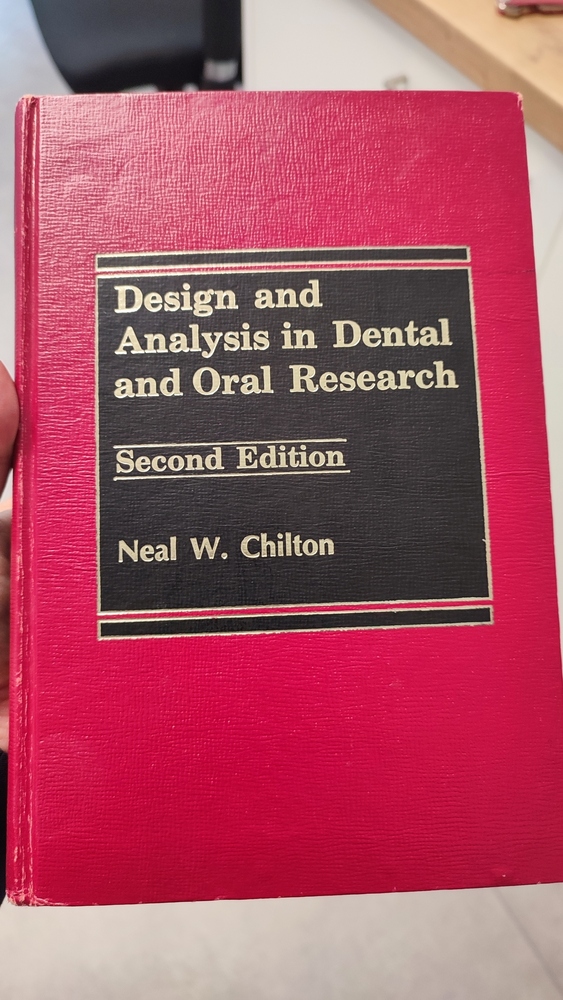 Design and
Analysis in Dental
and Oral Research
Second Edition
Neal W. Chilton